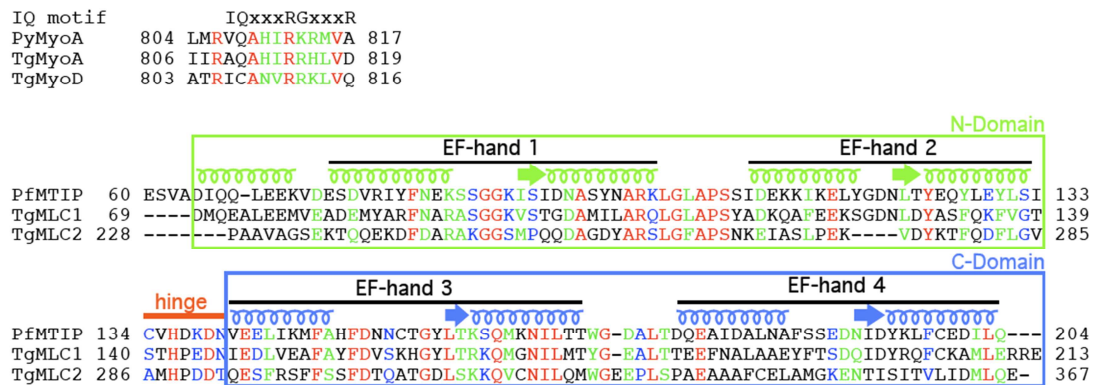 IQ motif IQxxxRGxxxR
PyMyoA 804 LMRVQAHIRKRMVA 817
TgMyoA 806 IIRAQAHIRRHLVD 819
TgMyoD 803 ATRICANVRRKLVQ 816
N-Domain
EF-hand 1 EF-hand 2
PfMTIP 60 ESVADIQQ-LEEKVDESDVRIYFNEKSSGGKISIDNASYNARKLGLAPSSIDEKKIKELYGDNLTYEQYLEYLSI 133
TgMLC1 69 ----DMQEALEEMVEADEMYARFNARASGGKVSTGDAMILARQLGLAPSYADKQAFEEKSGDNLDYASFQKFVGT 139
TgMLC2 228 -------PAAVAGSEKTQQEKDFDARAKGGSMPQQDAGDYARSLGFAPSNKEIASLPEK----VDYKTFQDFLGV 285
C-Domain
hinge EF-hand 3 EF-hand 4
PfMTIP 134 CVHDKDNVEELIKMFAHFDNNCTGYLTKSQMKNILTTWG-DALTDQEAIDALNAFSSEDNIDYKLFCEDILQ--- 204
TgMLC1 140 STHPEDNIEDLVEAFAYFDVSKHGYLTRKQMGNILMTYG-EALTTEEFNALAAEYFTSDQIDYRQFCKAMLERRE 213
TgMLC2 286 AMHPDDTQESFRSFFSSFDTQATGDLSKKQVCNILQMWGEEPLSPAEAAAFCELAMGKENTISITVLIDMLQE- 367